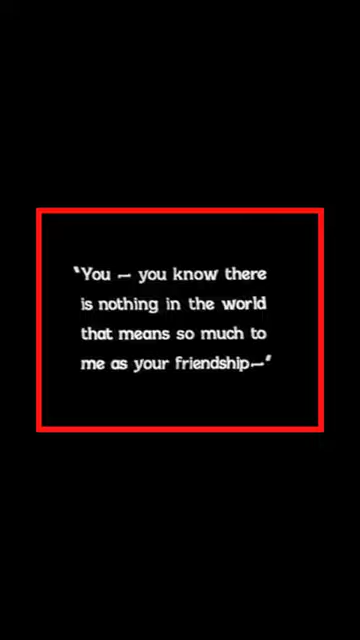 "You — you know there
is nothing in the world
that means so much to
me as your friendship—"